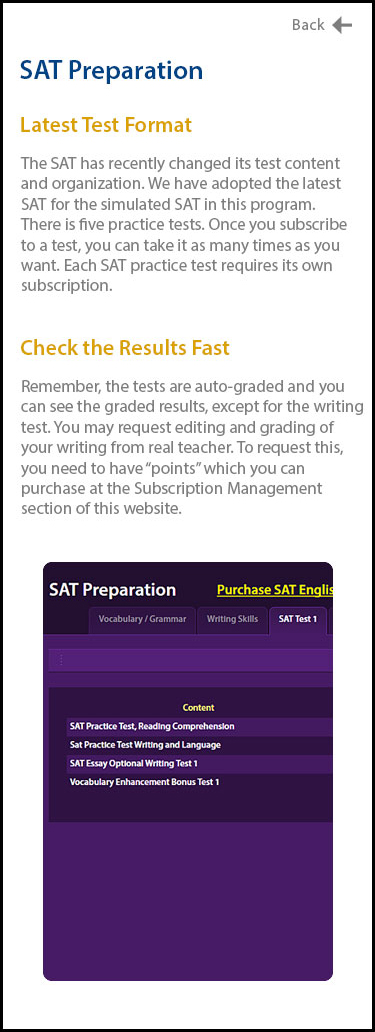 Back
SAT Preparation
Latest Test Format
The SAT has recently changed its test content
and organization. We have adopted the latest
SAT for the simulated SAT in this program.
There is five practice tests. Once you subscribe
to a test, you can take it as many times as you
want. Each SAT practice test requires its own
subscription.
Check the Results Fast
Remember, the tests are auto-graded and you
can see the graded results, except for the writing
test. You may request editing and grading of
your writing from real teacher. To request this,
you need to have “points” which you can
purchase at the Subscription Management
section of this website.
SAT Preparation Purchase SAT Englis
Vocabulary / Grammar Writing Skills SAT Test 1
Content
SAT Practice Test, Reading Comprehension
Sat Practice Test Writing and Language
SAT Essay Optional Writing Test 1
Vocabulary Enhancement Bonus Test 1